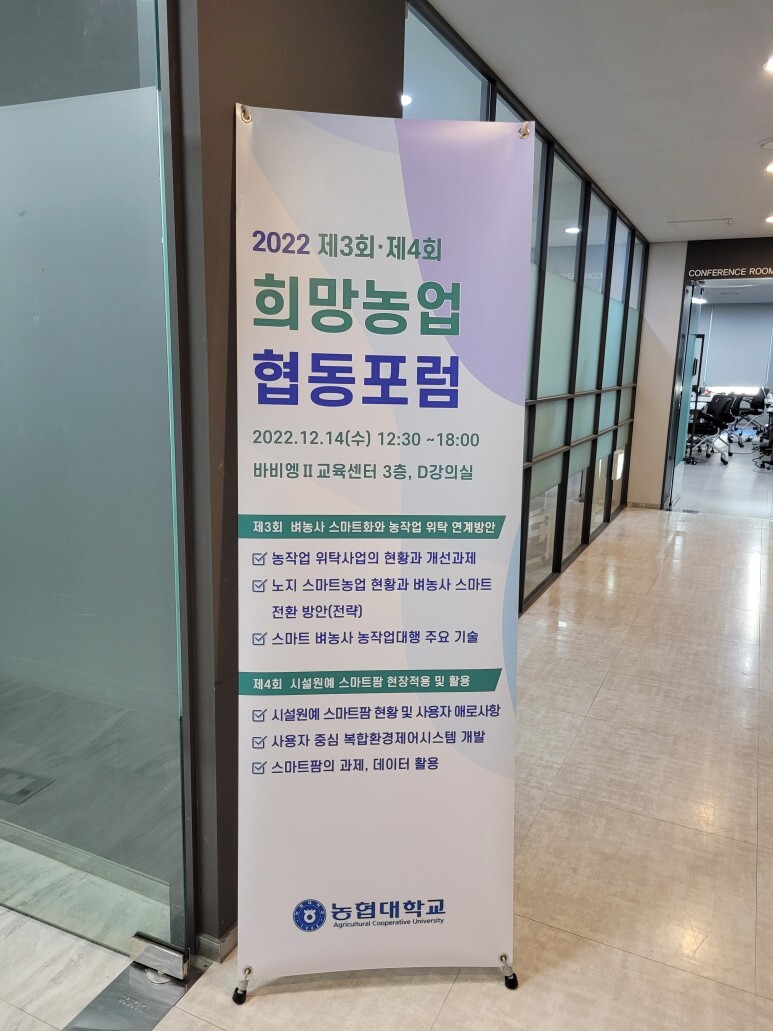 2022 제3회·제4회
희망농업
협동포럼
2022.12.14(수) 12:30 ~18:00
바비엥Ⅱ교육센터 3층, D강의실
제3회 벼농사 스마트화와 농작업 위탁 연계방안
농작업 위탁사업의 현황과 개선과제
노지 스마트농업 현황과 벼농사 스마트
전환 방안(전략)
스마트 벼농사 농작업대행 주요 기술
제4회 시설원예 스마트팜 현장적용 및 활용
시설원예 스마트팜 현황 및 사용자 애로사항
사용자 중심 복합환경제어시스템 개발
스마트팜의 과제, 데이터 활용
농협대학교
Agricultural Cooperative University
CONFERENCE ROOM